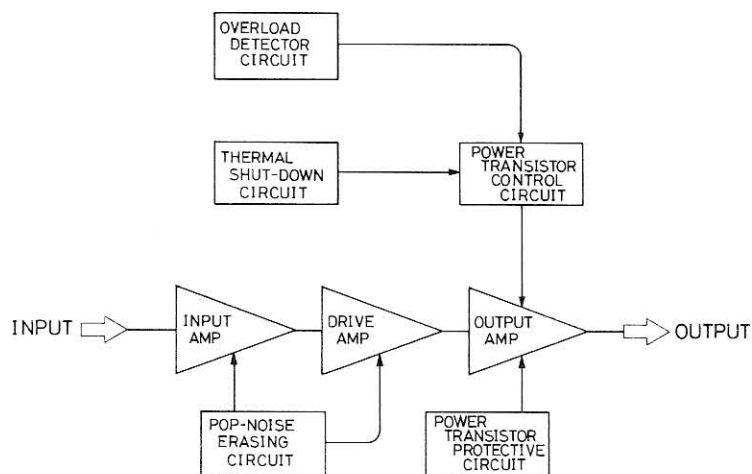 OVERLOAD
DETECTOR
CIRCUIT
THERMAL
SHUT-DOWN
CIRCUIT
POWER
TRANSISTOR
CONTROL
CIRCUIT
INPUT
INPUT
AMP
DRIVE
AMP
OUTPUT
AMP
OUTPUT
POP-NOISE
ERASING
CIRCUIT
POWER
TRANSISTOR
PROTECTIVE
CIRCUIT